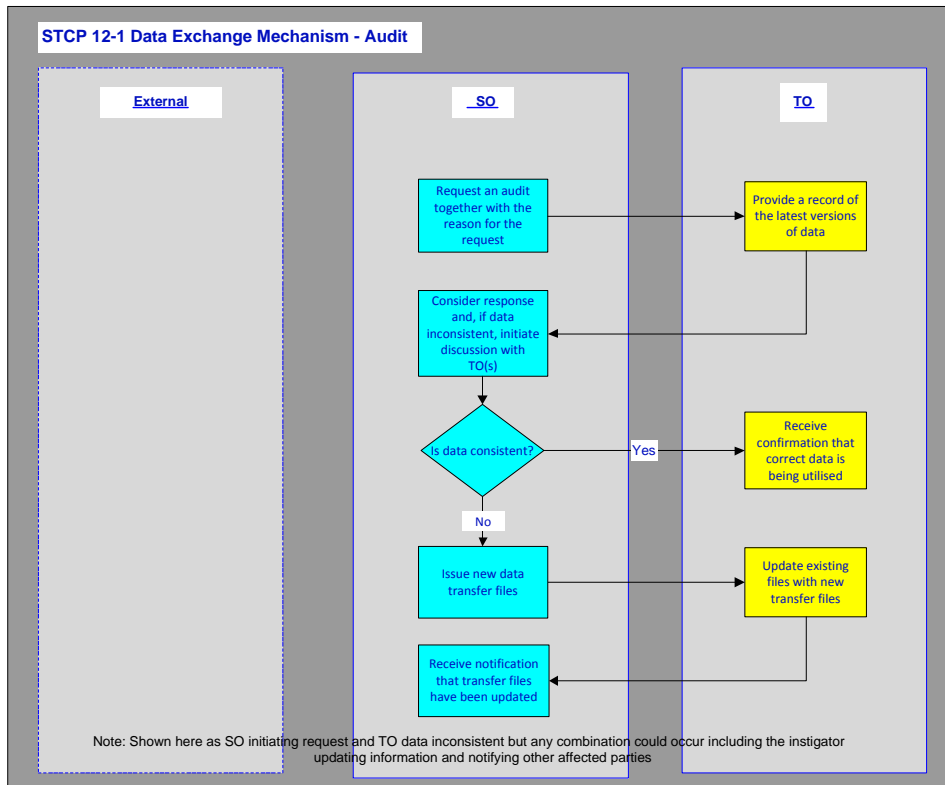 STCP 12-1 Data Exchange Mechanism - Audit
External
SO
TO
Request an audit
together with the
reason for the
request
Provide a record of
the latest versions
of data
Consider response
and, if data
inconsistent, initiate
discussion with
TO(s)
Is data consistent?
Yes
Receive
confirmation that
correct data is
being utilised
No
Issue new data
transfer files
Update existing
files with new
transfer files
Receive notification
that transfer files
have been updated
Note: Shown here as SO initiating request and TO data inconsistent but any combination could occur including the instigator
updating information and notifying other affected parties